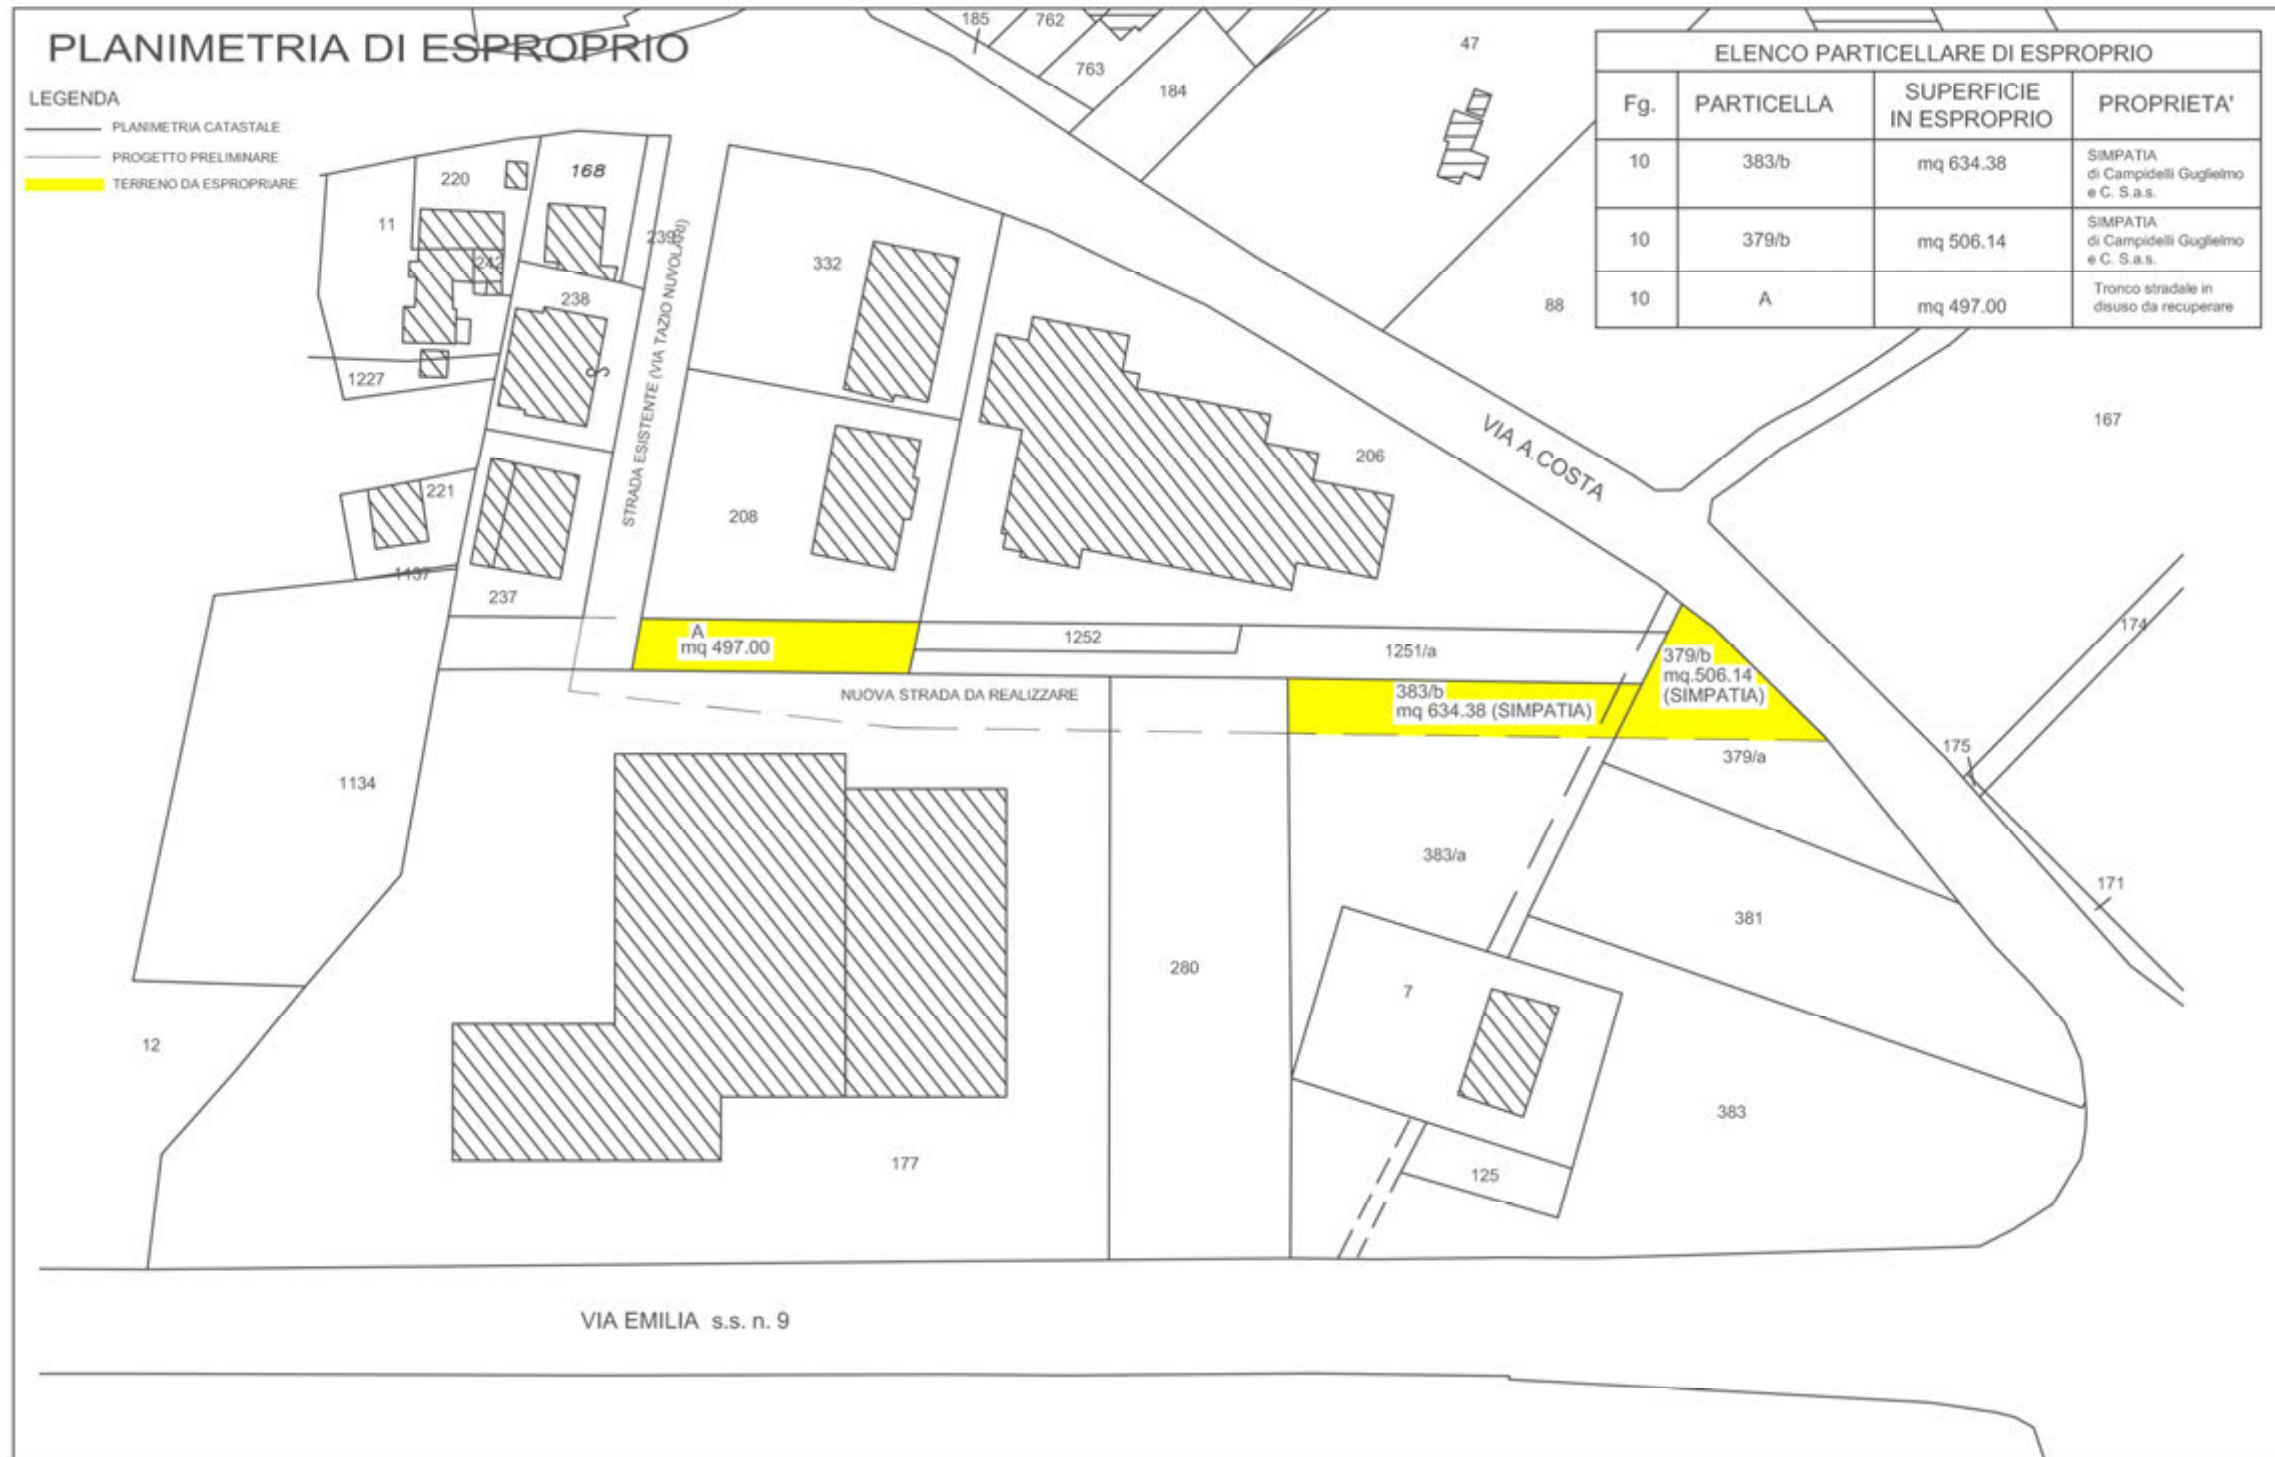 PLANIMETRIA DI ESPROPRIO
LEGENDA
PLANIMETRIA CATASTALE
PROGETTO PRELIMINARE
TERRENO DA ESPROPRIARE
ELENCO PARTICELLARE DI ESPROPRIO
Fg.
PARTICELLA
SUPERFICIE
IN ESPROPRIO
PROPRIETA'
10
383/b
mq 634.38
SIMPATIA
di Campidelli Guglielmo
e C. S.a.s.
10
379/b
mq 506.14
SIMPATIA
di Campidelli Guglielmo
e C. S.a.s.
10
A
mq 497.00
Tronco stradale in
disuso da recuperare
185
762
763
184
47
220
168
11
239
242
238
332
88
1227
S
STRADA ESISTENTE (VIA TAZIO NUVOLARI)
VIA A.COSTA
167
206
221
208
1137
237
A
mq 497.00
1252
1251/a
174
379/b
mq.506.14
(SIMPATIA)
NUOVA STRADA DA REALIZZARE
383/b
mq 634.38 (SIMPATIA)
379/a
175
1134
383/a
171
381
280
7
12
383
177
125
VIA EMILIA s.s. n. 9